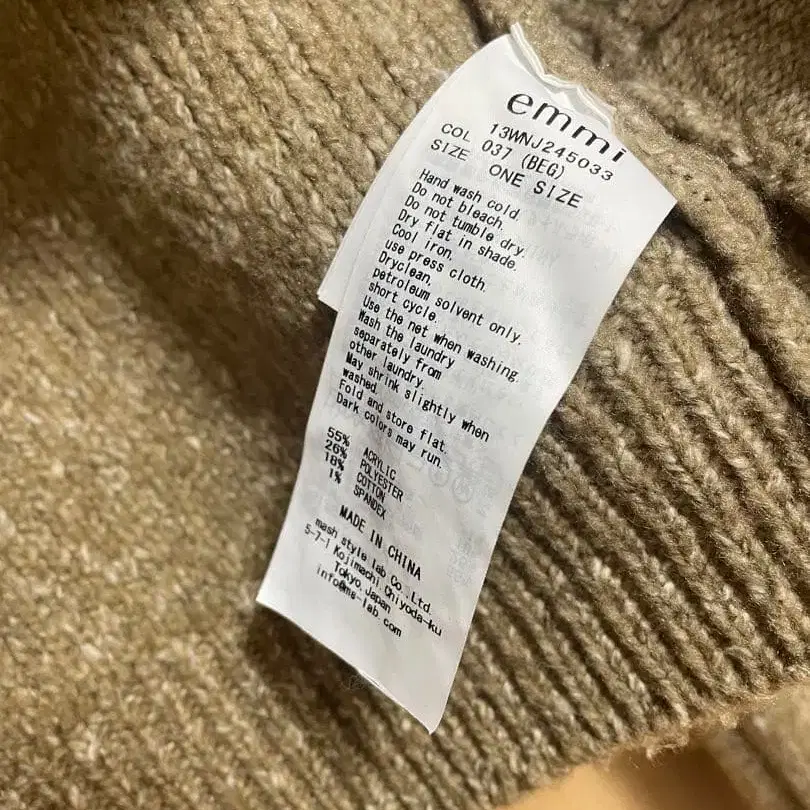 emmi
13WNJ245033
COL 037 (BEG)
SIZE ONE SIZE
Hand wash cold.
Do not bleach.
Do not tumble dry.
Dry flat in shade.
Cool iron.
use press cloth.
Dryclean.
petroleum solvent only.
short cycle.
Use the net when washing.
Wash the laundry
separately from
other laundry.
May shrink slightly when
washed.
Fold and store flat.
Dark colors may run.
55% ACRYLIC
26% POLYESTER
18% COTTON
1% SPANDEX
MADE IN CHINA
mash style lab Co.,Ltd.
5-7-1 Kojimachi,Chiyoda-ku
Tokyo,Japan
info@ms-lab.com